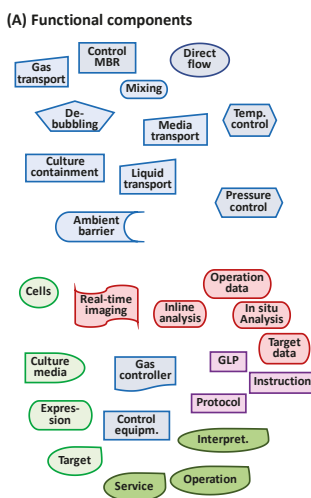 (A) Functional components
Control
MBR
Direct
flow
Gas
transport
Mixing
De-
bubbling
Media
transport
Temp.
control
Culture
containment
Liquid
transport
Pressure
control
Ambient
barrier
Operation
data
Cells
Real-time
imaging
Inline
analysis
In situ
Analysis
Target
data
Culture
media
Gas
controller
GLP
Instruction
Protocol
Expres-
sion
Control
equipm.
Interpret.
Target
Service
Operation